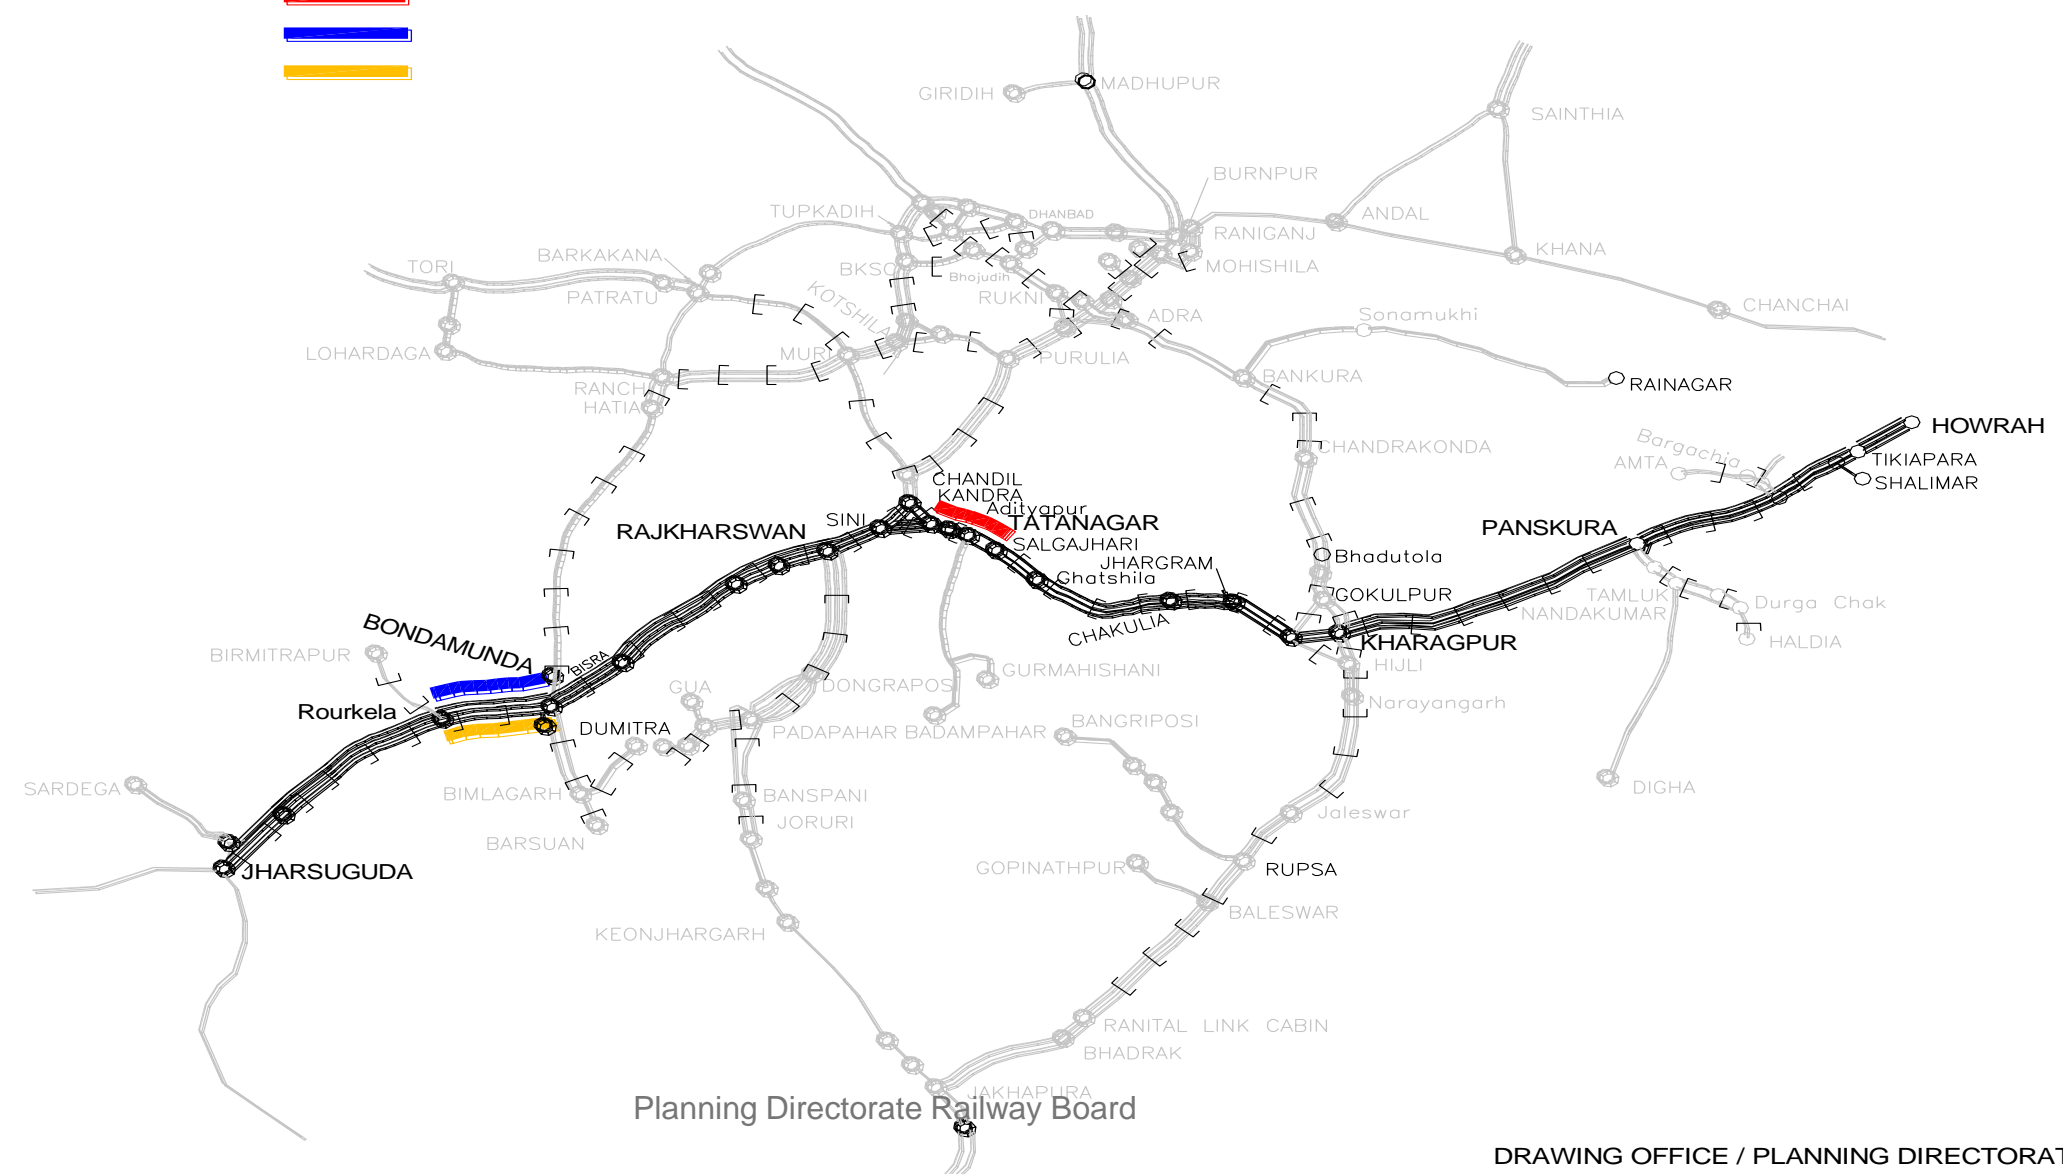 GIRIDIH
MADHUPUR
SAINTHIA
BURNPUR
TUPKADIH
DHANBAD
ANDAL
RANIGANJ
BARKAKANA
KHANA
TORI
BKSC
Bhojudih
MOHISHILA
PATRATU
KOTSHILA
RUKNI
CHANCHAI
ADRA
Sonamukhi
LOHARDAGA
MURI
PURULIA
RANCHI
BANKURA
RAINAGAR
HATIA
HOWRAH
CHANDRAKONDA
Bargachia
AMTA
TIKIAPARA
CHANDIL
SHALIMAR
KANDRA
Adityapur
SINI
TATANAGAR
RAJKHARSWAN
PANSKURA
SALGAJHARI
JHARGRAM
Bhadutola
Ghatshila
GOKULPUR
TAMLUK
Durga Chak
NANDAKUMAR
BONDAMUNDA
CHAKULIA
KHARAGPUR
HALDIA
BIRMITRAPUR
BISRA
HIJLI
GURMAHISHANI
GUA
DONGRAPOSI
Narayangarh
Rourkela
DUMITRA
PADAPAHAR
BADAMPAHAR
BANGRIPOSI
SARDEGA
BIMLAGARH
BANSPANI
DIGHA
JORURI
Jaleswar
BARSUAN
JHARSUGUDA
GOPINATHPUR
RUPSA
BALESWAR
KEONJHARGARH
RANITAL LINK CABIN
BHADRAK
JAKHAPURA
Planning Directorate Railway Board
DRAWING OFFICE / PLANNING DIRECTORAT